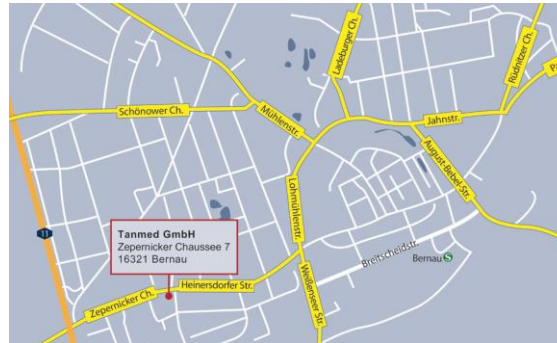 Ladeburger Ch.
Rüdnitzer Ch.
Schönower Ch.
Mühlenstr.
Jahnstr.
August-Bebel-Str.
Lohmühlenstr.
11
Tanmed GmbH
Zepernicker Chaussee 7
16321 Bernau
Breitscheidstr.
Bernau S
Heinersdorfer Str.
Zepernicker Ch.
Weißenseer Str.